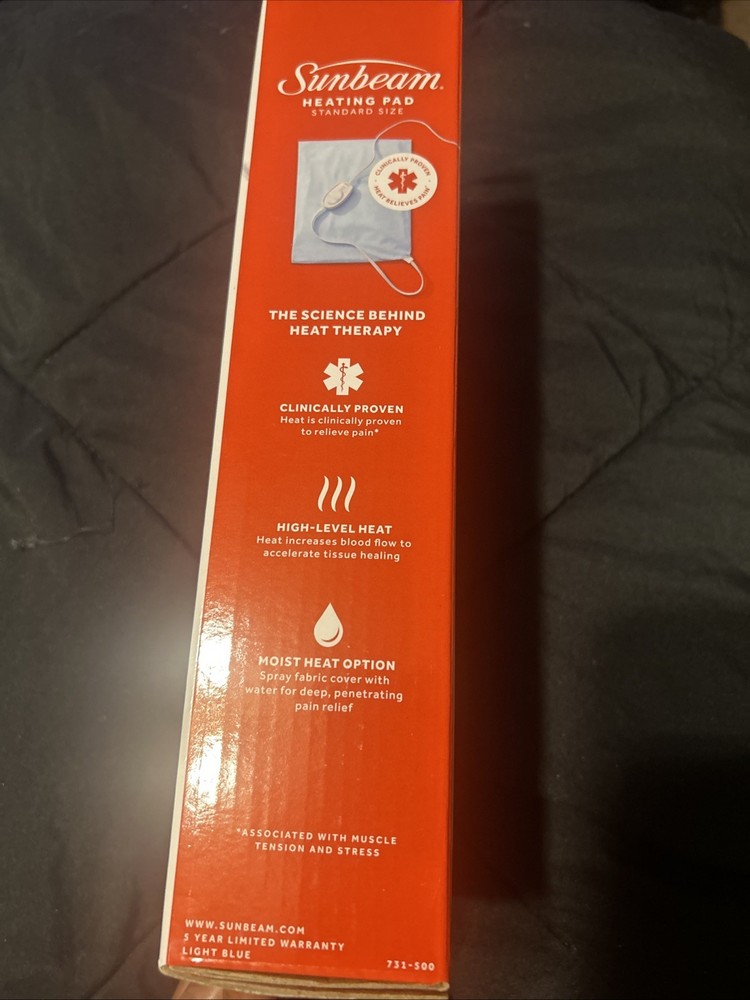 Sunbeam®
HEATING PAD
STANDARD SIZE
CLINICALLY PROVEN
HEAT RELIEVES PAIN*
THE SCIENCE BEHIND
HEAT THERAPY
CLINICALLY PROVEN
Heat is clinically proven
to relieve pain*
HIGH-LEVEL HEAT
Heat increases blood flow to
accelerate tissue healing
MOIST HEAT OPTION
Spray fabric cover with
water for deep, penetrating
pain relief
*ASSOCIATED WITH MUSCLE
TENSION AND STRESS
WWW.SUNBEAM.COM
5 YEAR LIMITED WARRANTY
LIGHT BLUE
731-500